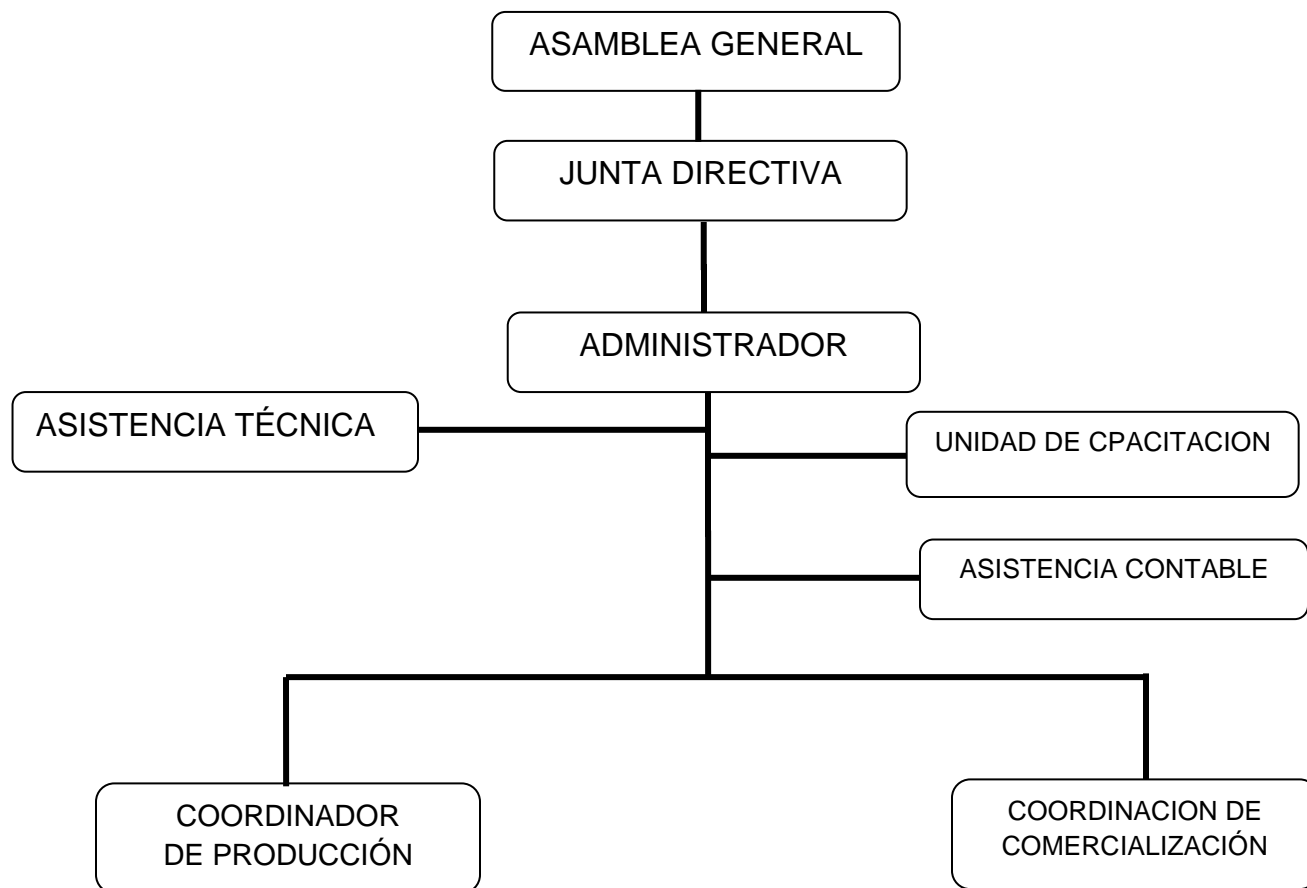 ASAMBLEA GENERAL
JUNTA DIRECTIVA
ADMINISTRADOR
ASISTENCIA TÉCNICA
UNIDAD DE CPACITACION
ASISTENCIA CONTABLE
COORDINADOR
DE PRODUCCIÓN
COORDINACION DE
COMERCIALIZACIÓN